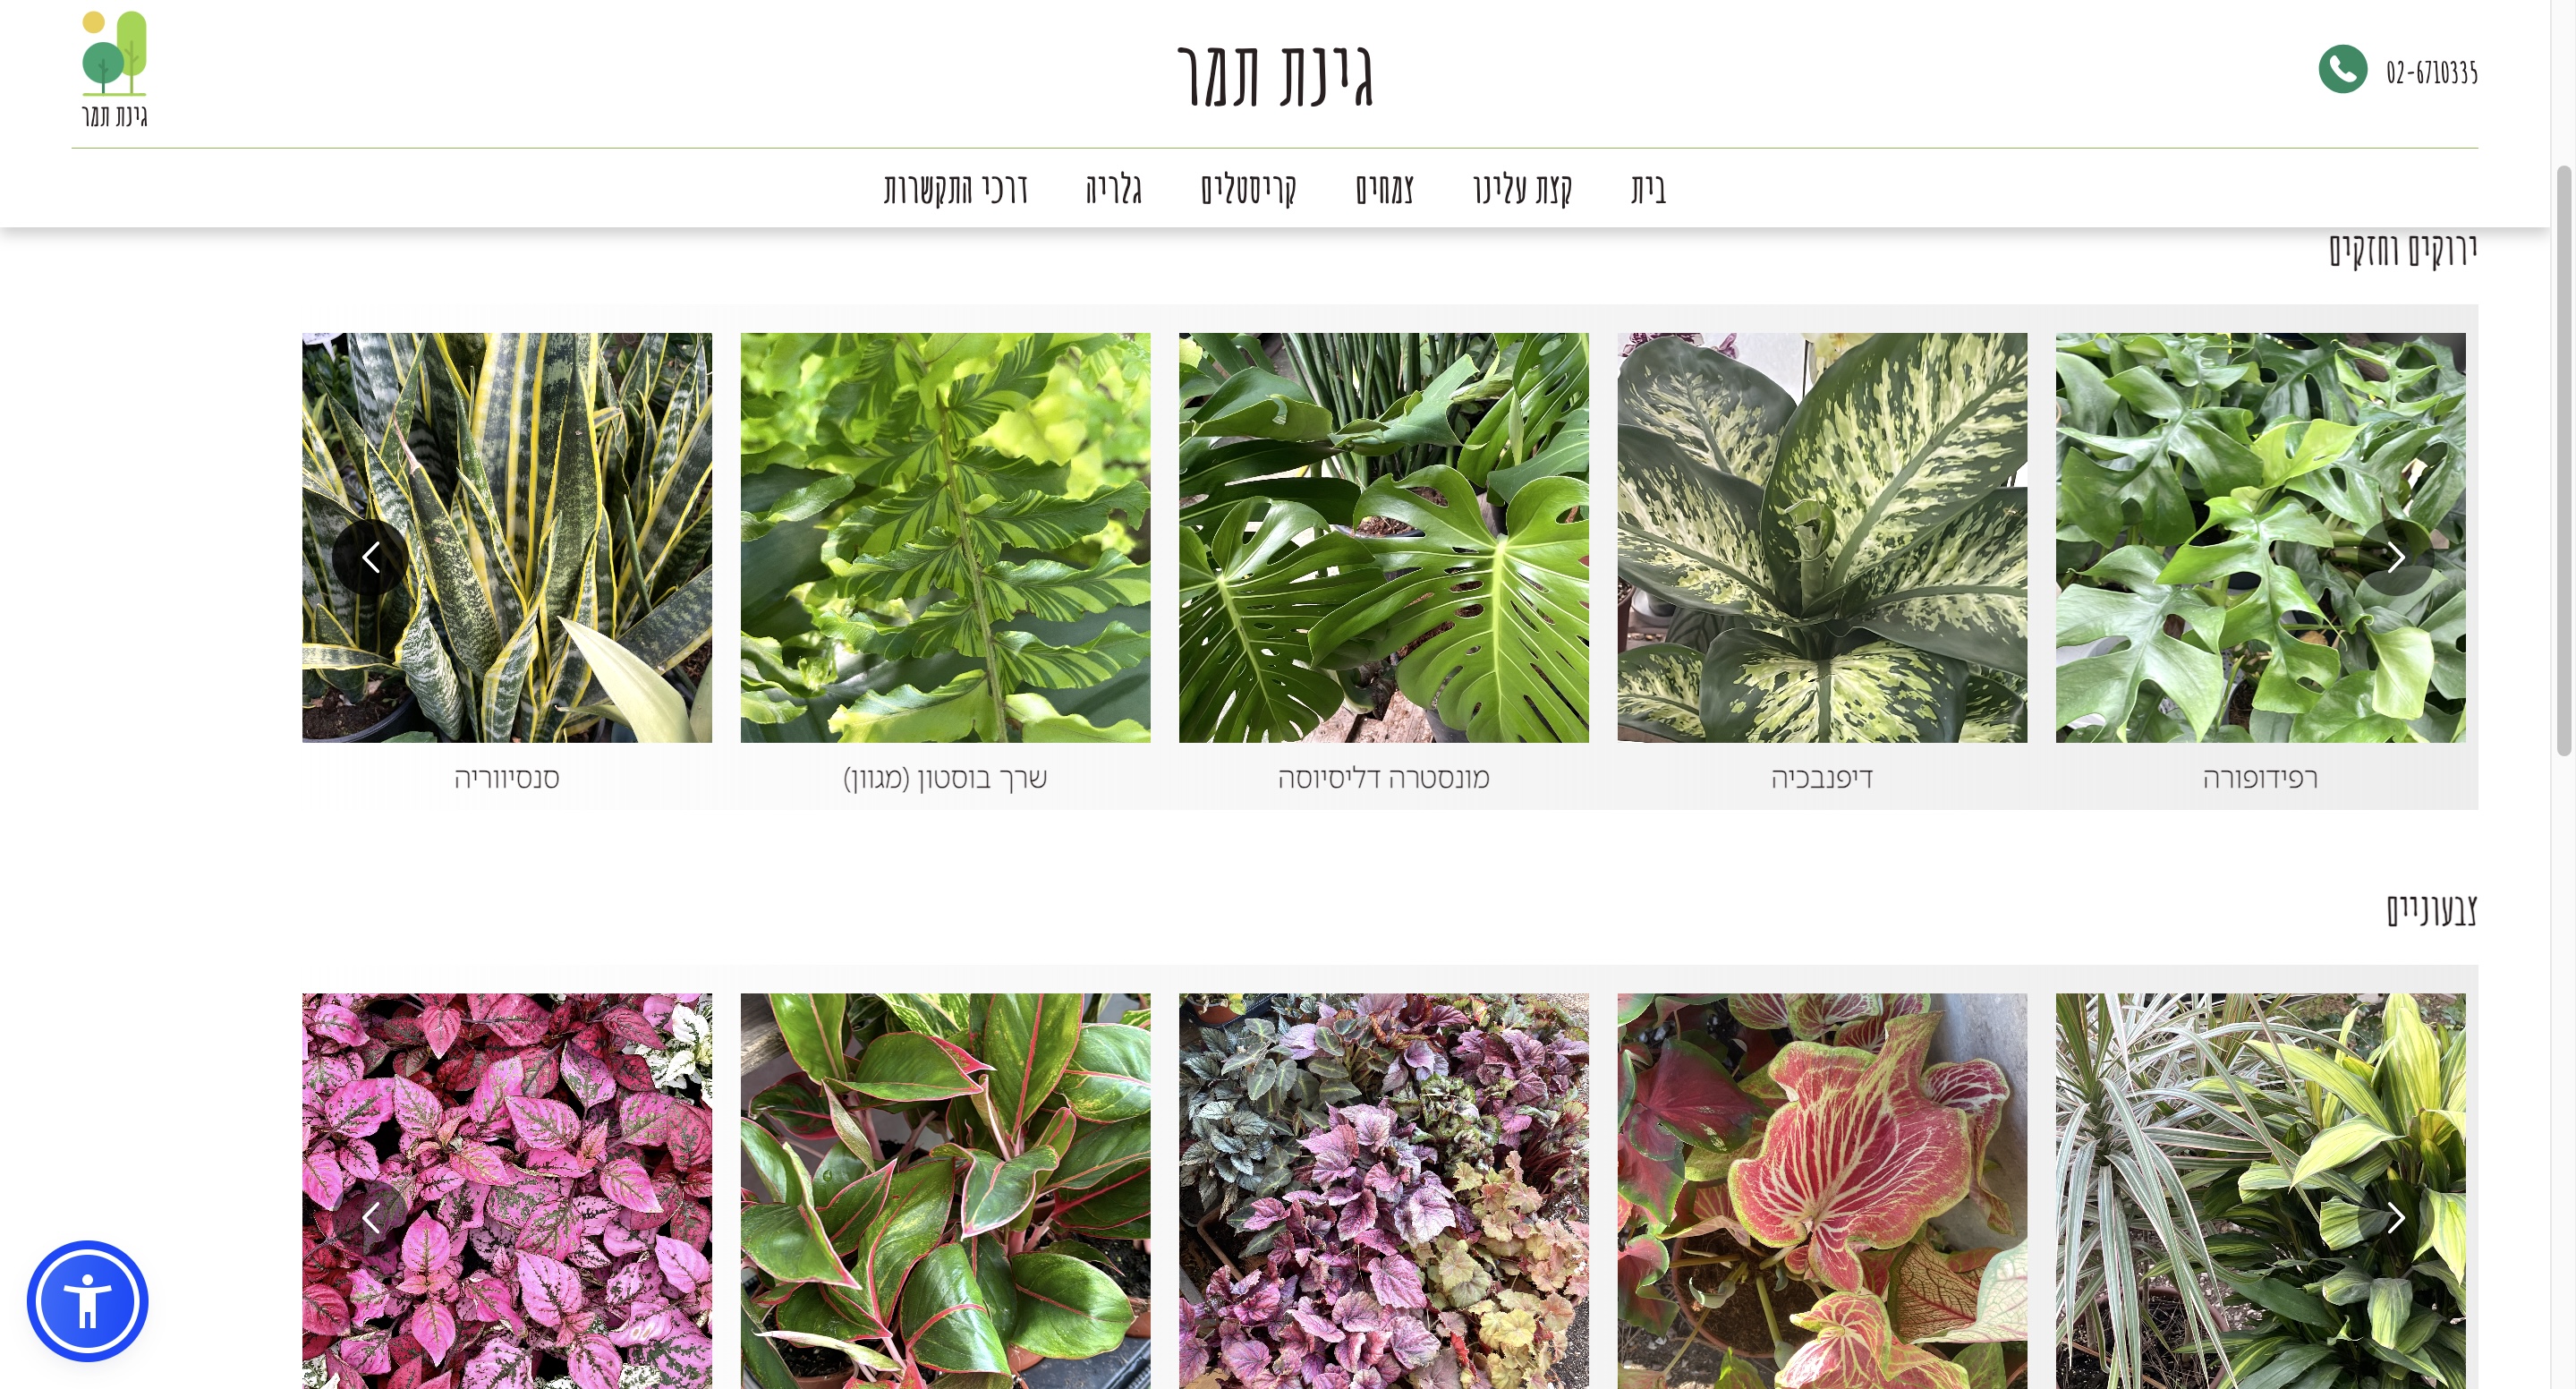 02-6710335
גינת תמר
גינת תמר
בית
קצת עלינו
צמחים
קריסטלים
גלריה
דרכי התקשרות
ירוקים וחזקים
רפידופורה
דיפנבכיה
מונסטרה דליסיוסה
שרך בוסטון (מגוון)
סנסיווריה
צבעוניים